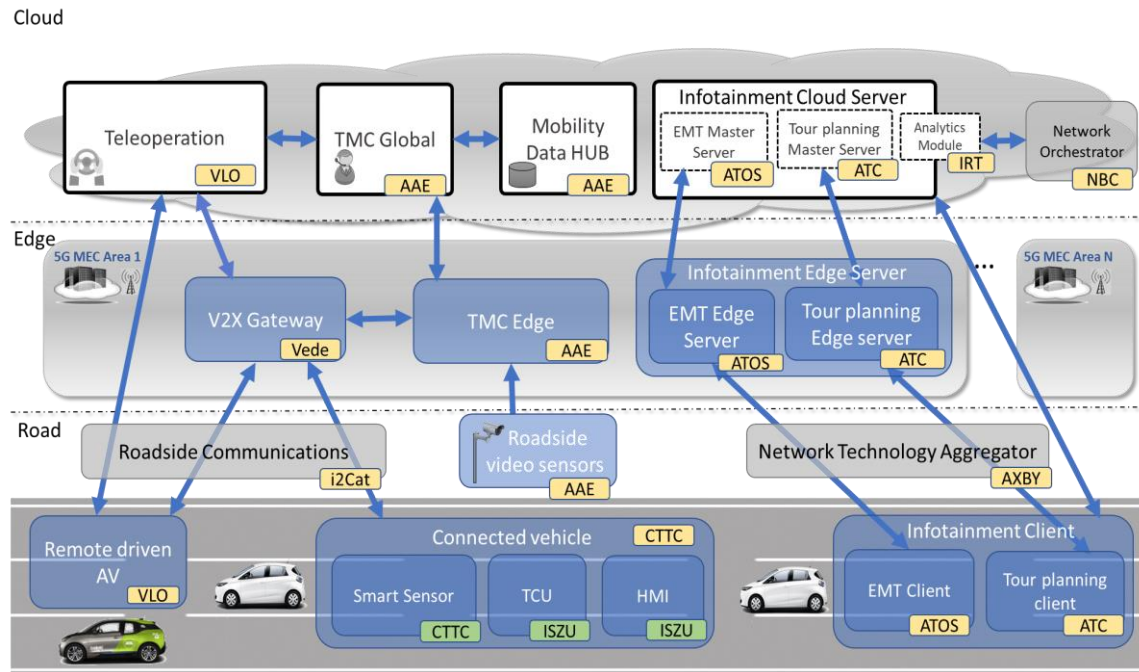 Cloud
Teleoperation
VLO
TMC Global
AAE
Mobility
Data HUB
AAE
Infotainment Cloud Server
EMT Master
Server
ATOS
Tour planning
Master Server
ATC
Analytics
Module
IRT
Network
Orchestrator
NBC
Edge
5G MEC Area 1
V2X Gateway
Vede
TMC Edge
AAE
Infotainment Edge Server
EMT Edge
Server
ATOS
Tour planning
Edge server
ATC
...
5G MEC Area N
Road
Roadside Communications
i2Cat
Roadside
video sensors
AAE
Network Technology Aggregator
AXBY
Remote driven
AV
VLO
Connected vehicle
CTTC
Smart Sensor
CTTC
TCU
ISZU
HMI
ISZU
Infotainment Client
EMT Client
ATOS
Tour planning
client
ATC